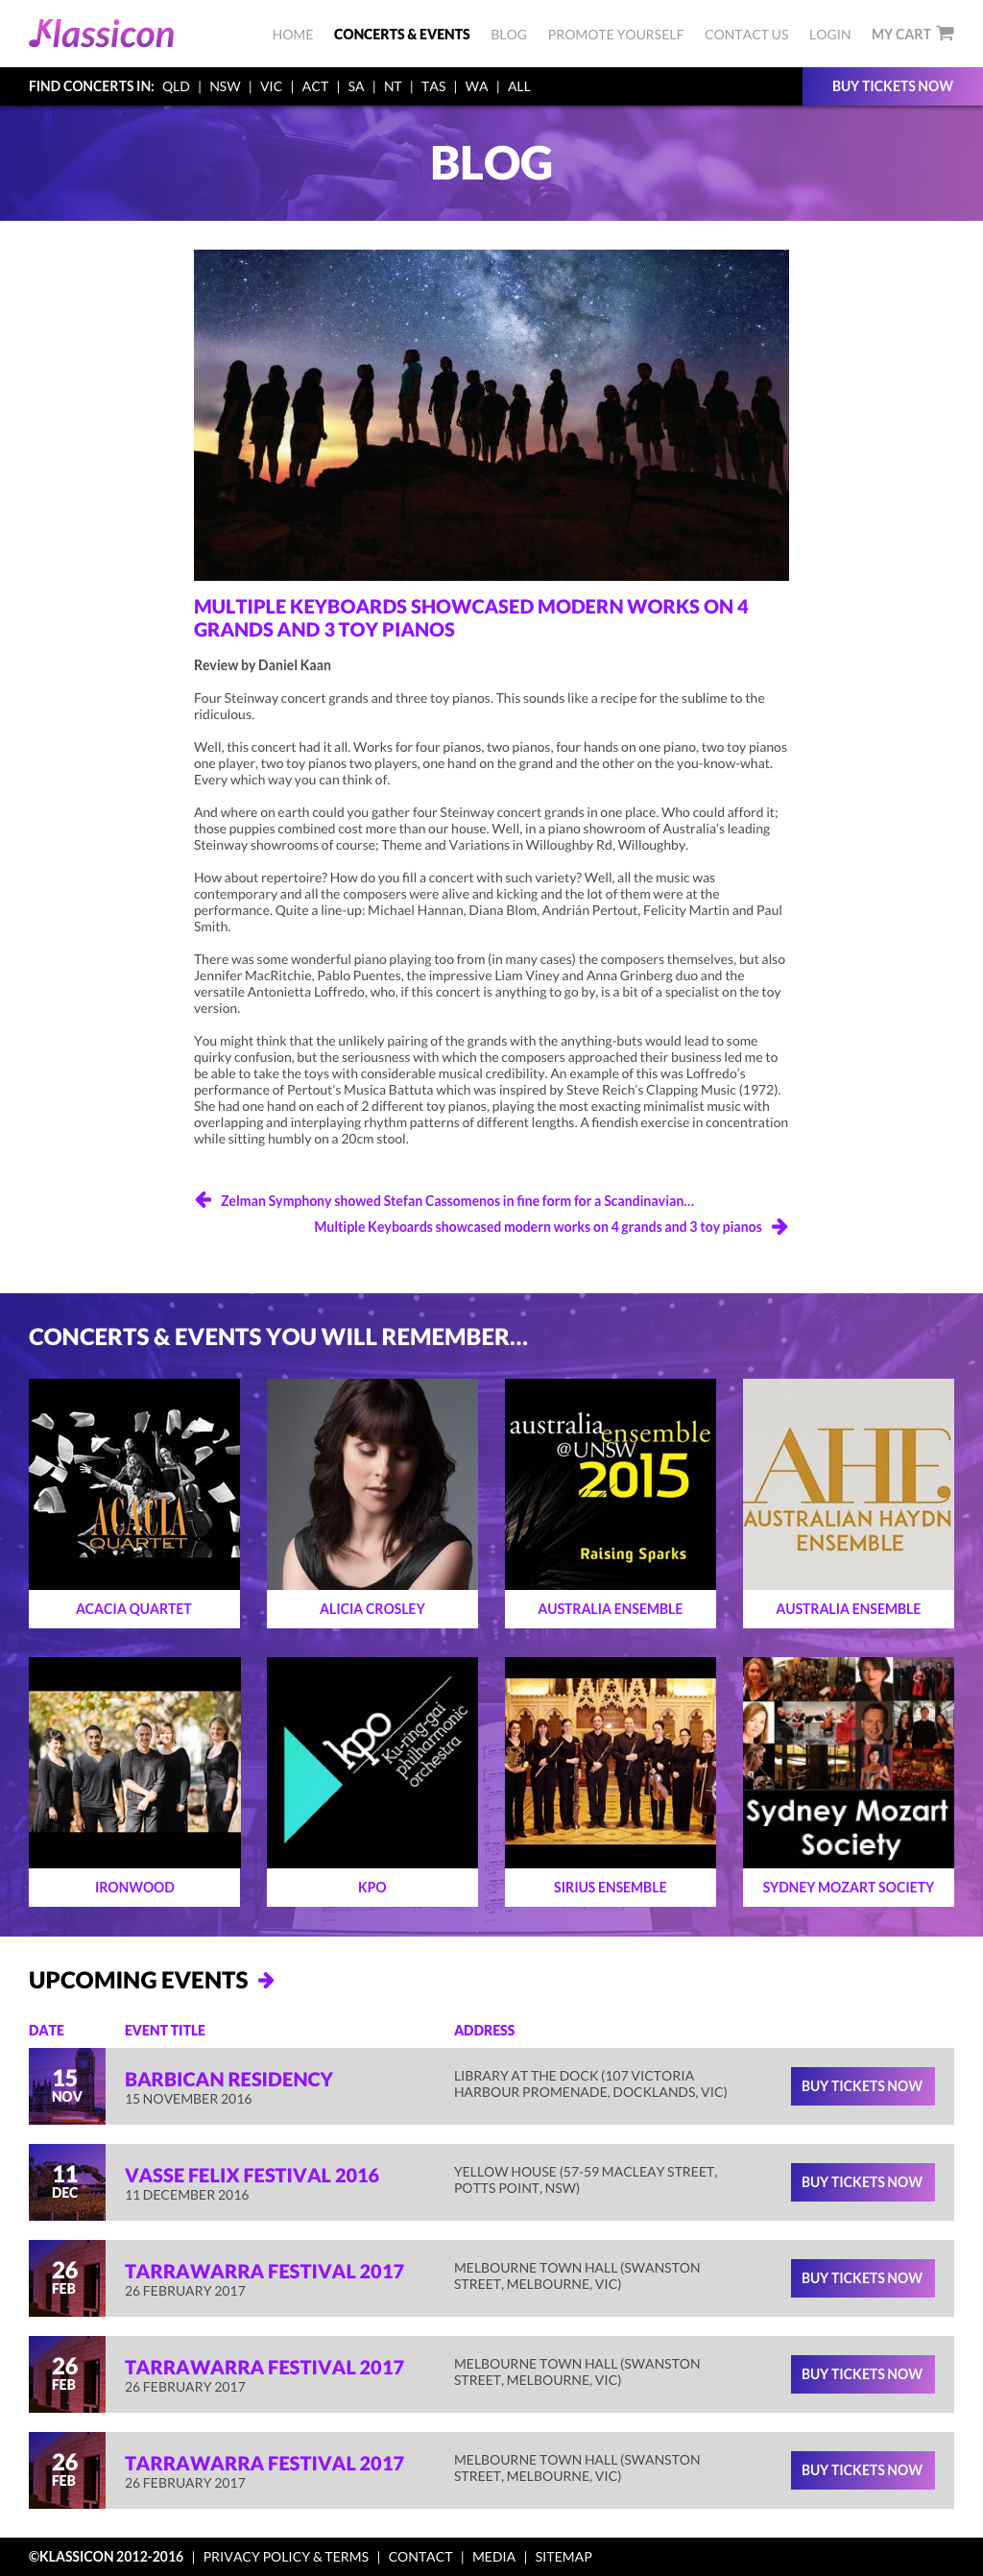 Klassicon
HOME CONCERTS & EVENTS BLOG PROMOTE YOURSELF CONTACT US LOGIN MY CART
FIND CONCERTS IN: QLD | NSW | VIC | ACT | SA | NT | TAS | WA | ALL
BUY TICKETS NOW
BLOG
MULTIPLE KEYBOARDS SHOWCASED MODERN WORKS ON 4
GRANDS AND 3 TOY PIANOS
Review by Daniel Kaan
Four Steinway concert grands and three toy pianos. This sounds like a recipe for the sublime to the
ridiculous.
Well, this concert had it all. Works for four pianos, two pianos, four hands on one piano, two toy pianos
one player, two toy pianos two players, one hand on the grand and the other on the you-know-what.
Every which way you can think of.
And where on earth could you gather four Steinway concert grands in one place. Who could afford it;
those puppies combined cost more than our house. Well, in a piano showroom of Australia's leading
Steinway showrooms of course; Theme and Variations in Willoughby Rd, Willoughby.
How about repertoire? How do you fill a concert with such variety? Well, all the music was
contemporary and all the composers were alive and kicking and the lot of them were at the
performance. Quite a line-up: Michael Hannan, Diana Blom, Andrián Pertout, Felicity Martin and Paul
Smith.
There was some wonderful piano playing too from (in many cases) the composers themselves, but also
Jennifer MacRitchie, Pablo Puentes, the impressive Liam Viney and Anna Grinberg duo and the
versatile Antonietta Loffredo, who, if this concert is anything to go by, is a bit of a specialist on the toy
version.
You might think that the unlikely pairing of the grands with the anything-buts would lead to some
quirky confusion, but the seriousness with which the composers approached their business led me to
be able to take the toys with considerable musical credibility. An example of this was Loffredo's
performance of Pertout's Musica Battuta which was inspired by Steve Reich's Clapping Music (1972).
She had one hand on each of 2 different toy pianos, playing the most exacting minimalist music with
overlapping and interplaying rhythm patterns of different lengths. A fiendish exercise in concentration
while sitting humbly on a 20cm stool.
Zelman Symphony showed Stefan Cassomenos in fine form for a Scandinavian...
Multiple Keyboards showcased modern works on 4 grands and 3 toy pianos
CONCERTS & EVENTS YOU WILL REMEMBER...
ACACIA
QUARTET
australia
ensemble
@UNSW
2015
Raising Sparks
AHE
AUSTRALIAN HAYDN
ENSEMBLE
ACACIA QUARTET
ALICIA CROSLEY
AUSTRALIA ENSEMBLE
AUSTRALIA ENSEMBLE
kpo
Ku-ring-gai
philharmonic
orchestra
Sydney Mozart
Society
IRONWOOD
KPO
SIRIUS ENSEMBLE
SYDNEY MOZART SOCIETY
UPCOMING EVENTS
DATE EVENT TITLE ADDRESS
15
NOV
BARBICAN RESIDENCY
15 NOVEMBER 2016
LIBRARY AT THE DOCK (107 VICTORIA
HARBOUR PROMENADE, DOCKLANDS, VIC)
BUY TICKETS NOW
11
DEC
VASSE FELIX FESTIVAL 2016
11 DECEMBER 2016
YELLOW HOUSE (57-59 MACLEAY STREET,
POTTS POINT, NSW)
BUY TICKETS NOW
26
FEB
TARRAWARRA FESTIVAL 2017
26 FEBRUARY 2017
MELBOURNE TOWN HALL (SWANSTON
STREET, MELBOURNE, VIC)
BUY TICKETS NOW
26
FEB
TARRAWARRA FESTIVAL 2017
26 FEBRUARY 2017
MELBOURNE TOWN HALL (SWANSTON
STREET, MELBOURNE, VIC)
BUY TICKETS NOW
26
FEB
TARRAWARRA FESTIVAL 2017
26 FEBRUARY 2017
MELBOURNE TOWN HALL (SWANSTON
STREET, MELBOURNE, VIC)
BUY TICKETS NOW
©KLASSICON 2012-2016 | PRIVACY POLICY & TERMS | CONTACT | MEDIA | SITEMAP